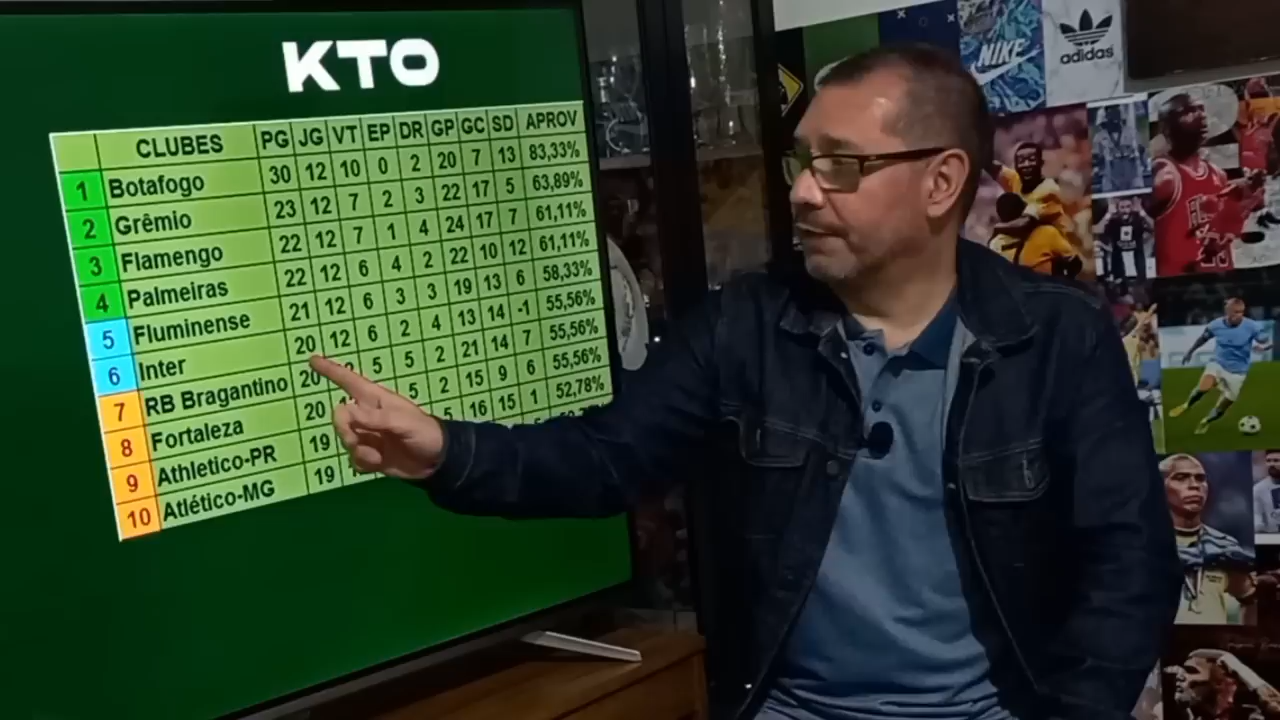 KTO
CLUBES PG JG VT EP DR GP GC SD APROV
1 Botafogo 30 12 10 0 2 20 7 13 83,33%
2 Grêmio 23 12 7 2 3 22 17 5 63,89%
3 Flamengo 22 12 7 1 4 24 17 7 61,11%
4 Palmeiras 22 12 6 4 2 22 10 12 61,11%
5 Fluminense 21 12 6 3 3 19 13 6 58,33%
6 Inter 20 12 6 2 4 13 14 -1 55,56%
7 RB Bragantino 20 5 5 2 21 14 7 55,56%
8 Fortaleza 20 5 2 15 9 6 55,56%
9 Athletico-PR 19 5 16 15 1 52,78%
10 Atlético-MG 19
NIKE
adidas